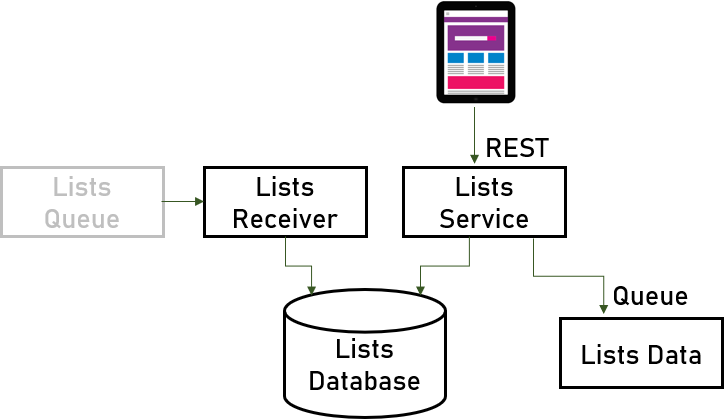 REST
Lists
Queue
Lists
Receiver
Lists
Service
Queue
Lists Data
Lists
Database